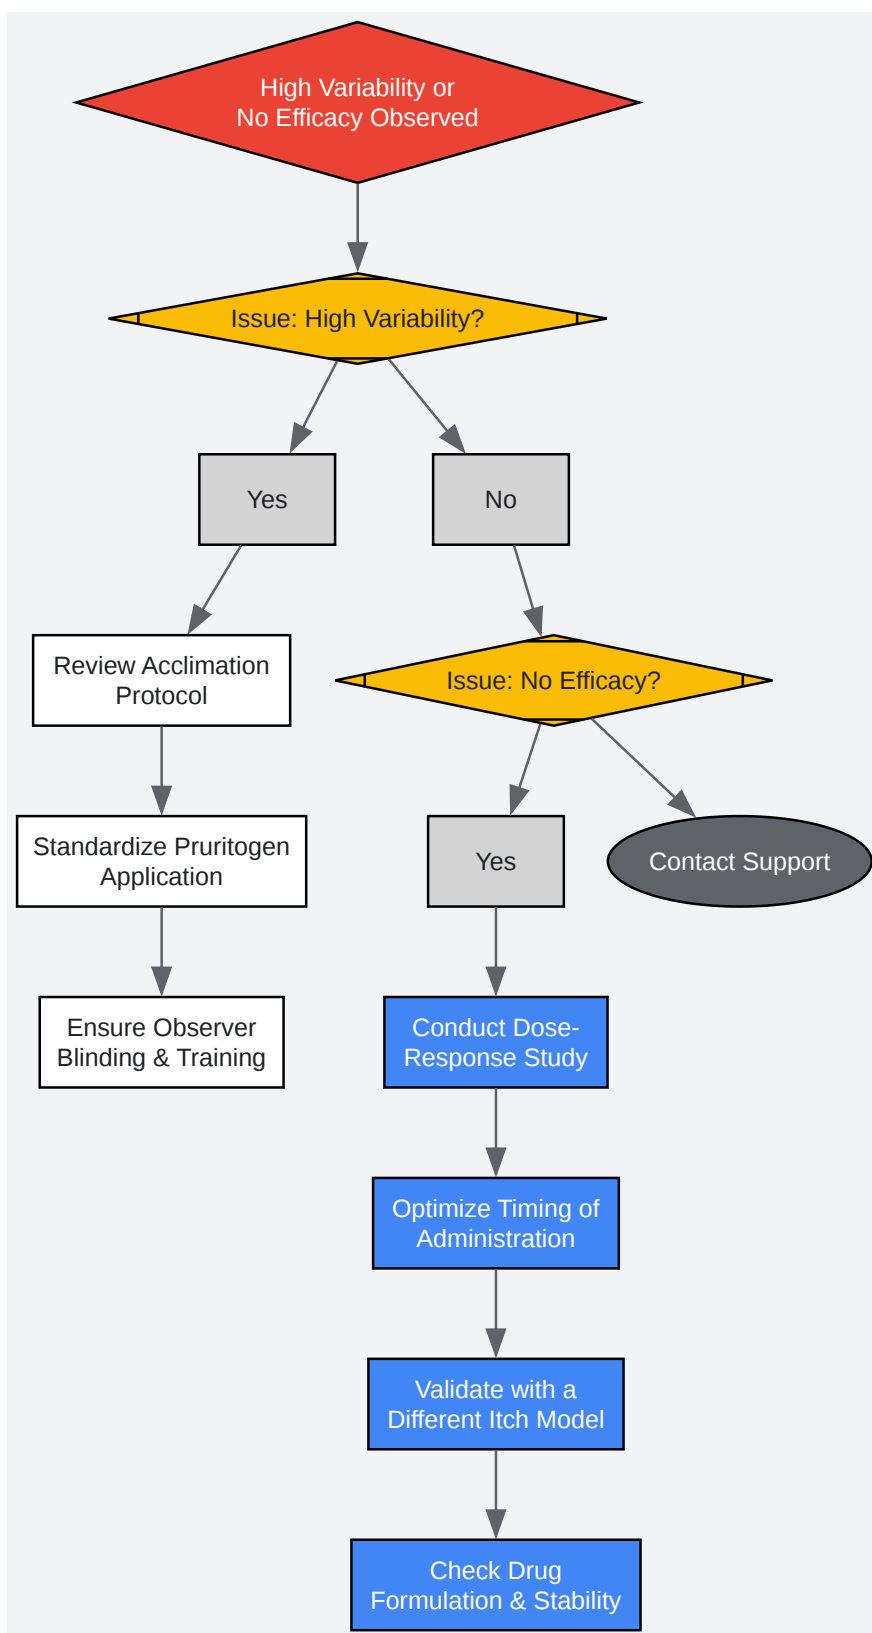 High Variability or
No Efficacy Observed
Issue: High Variability?
Yes
No
Review Acclimation
Protocol
Issue: No Efficacy?
Standardize Pruritogen
Application
Yes
Contact Support
Ensure Observer
Blinding & Training
Conduct Dose-
Response Study
Optimize Timing of
Administration
Validate with a
Different Itch Model
Check Drug
Formulation & Stability